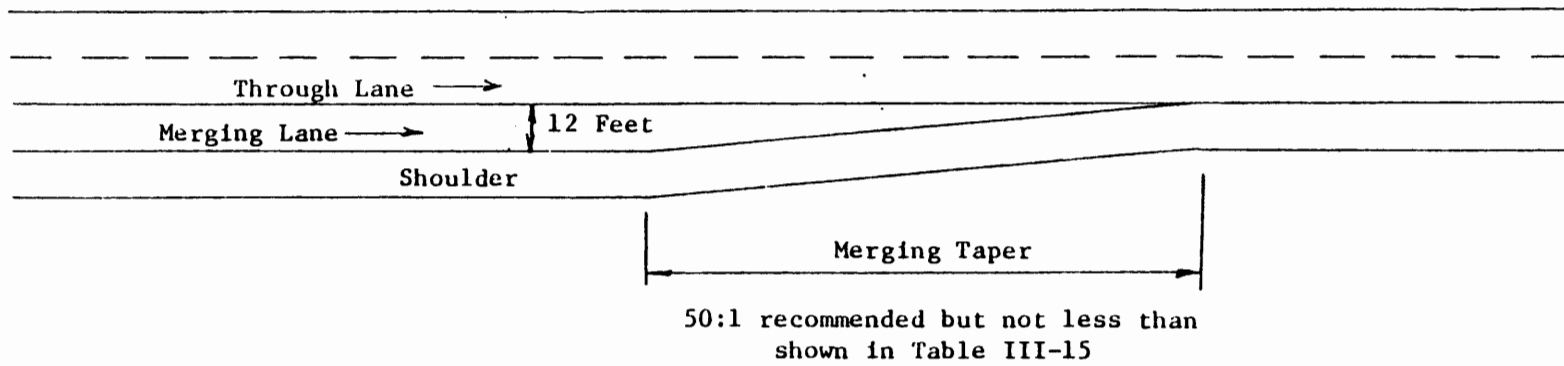 Through Lane
Merging Lane
12 Feet
Shoulder
Merging Taper
50:1 recommended but not less than
shown in Table III-15